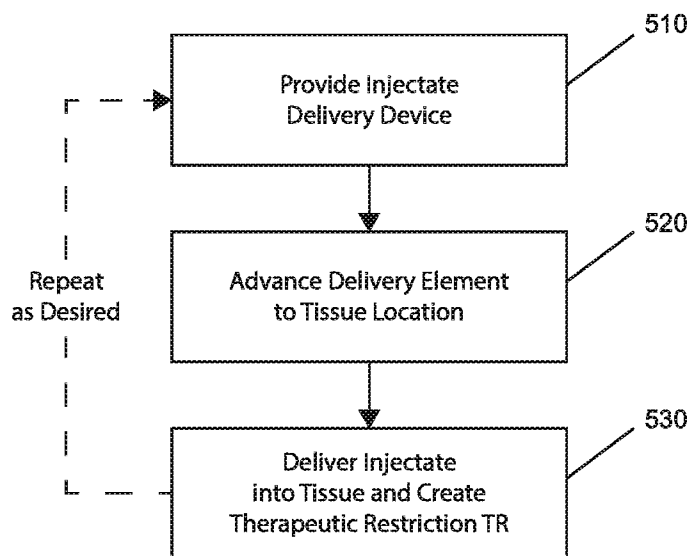 510
Provide Injectate
Delivery Device
520
Advance Delivery Element
to Tissue Location
Repeat
as Desired
530
Deliver Injectate
into Tissue and Create
Therapeutic Restriction TR